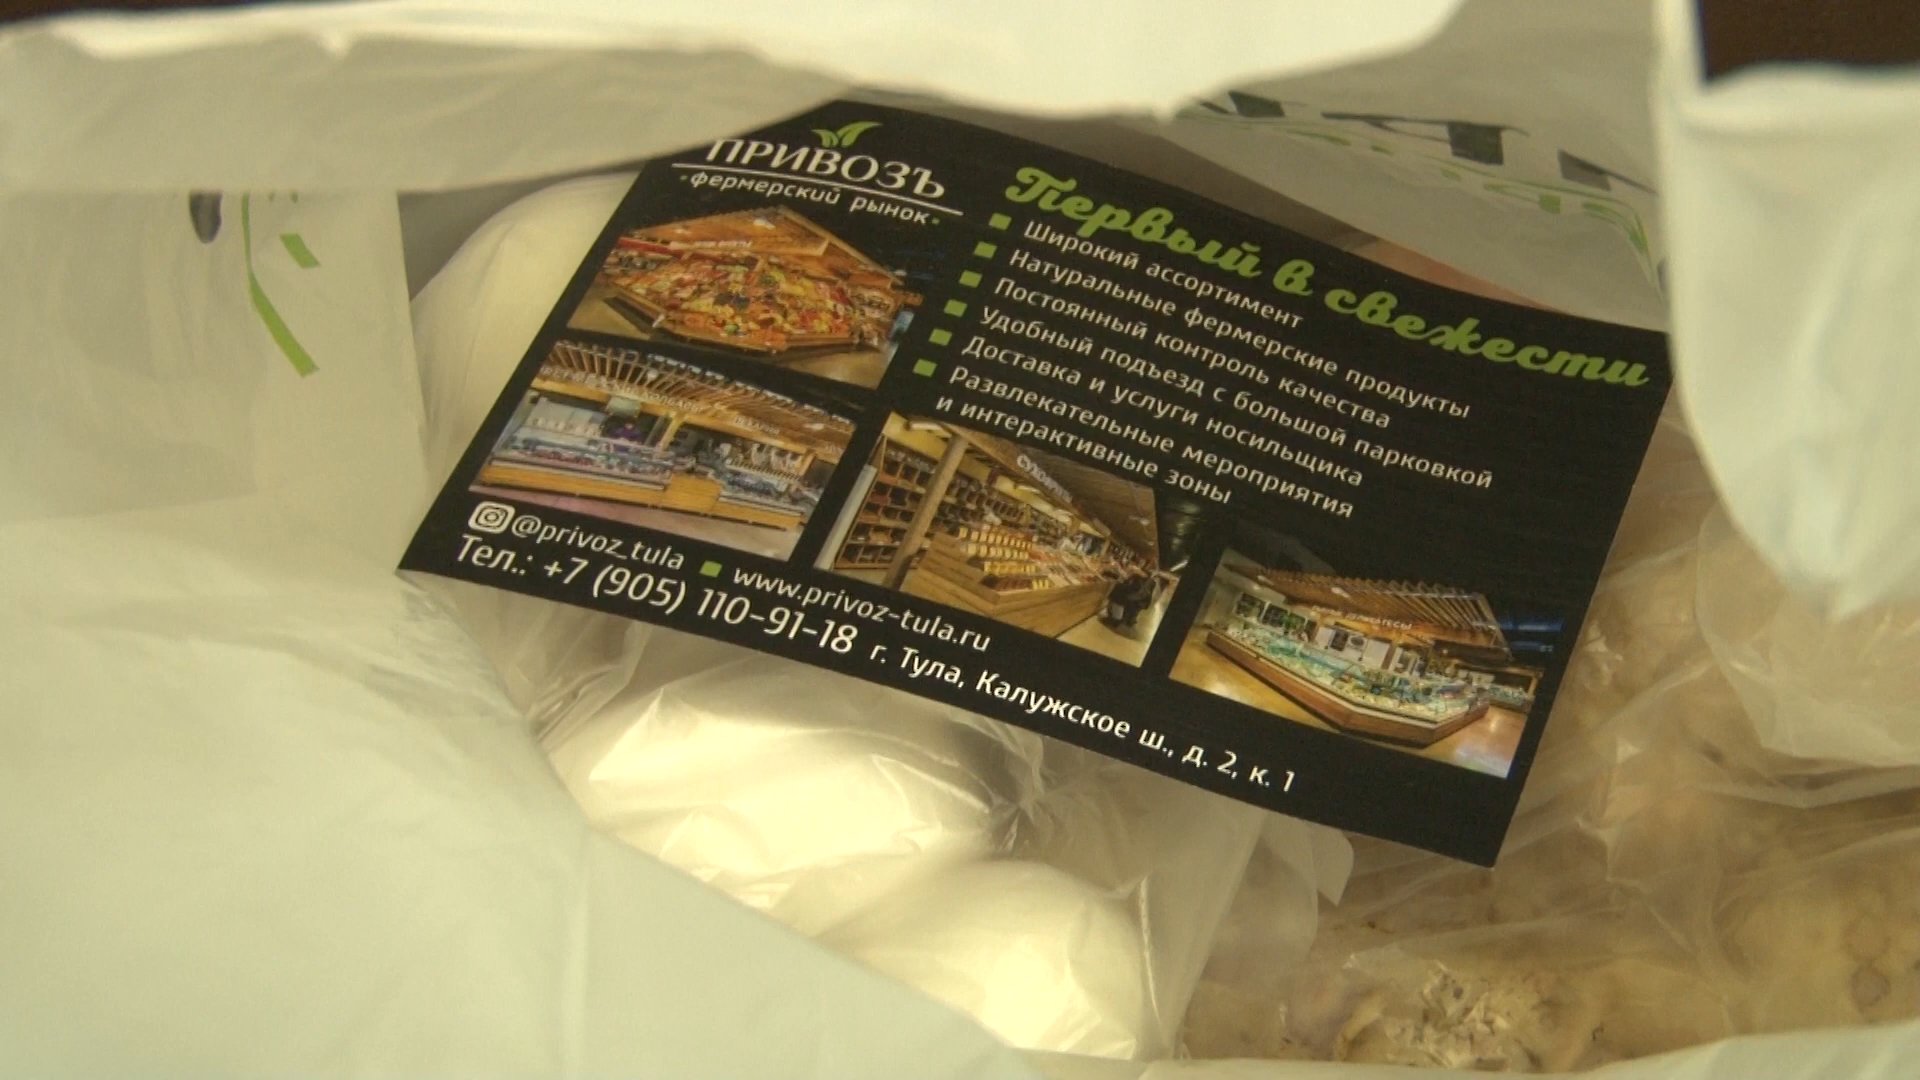 ПРИВОЗЪ
фермерский рынок
Первый в свежести
Широкий ассортимент
Натуральные фермерские продукты
Постоянный контроль качества
Удобный подъезд с большой парковкой
Доставка и услуги носильщика
Развлекательные мероприятия
и интерактивные зоны
@privoz_tula www.privoz-tula.ru
Тел.: +7 (905) 110-91-18 г. Тула, Калужское ш., д. 2, к. 1